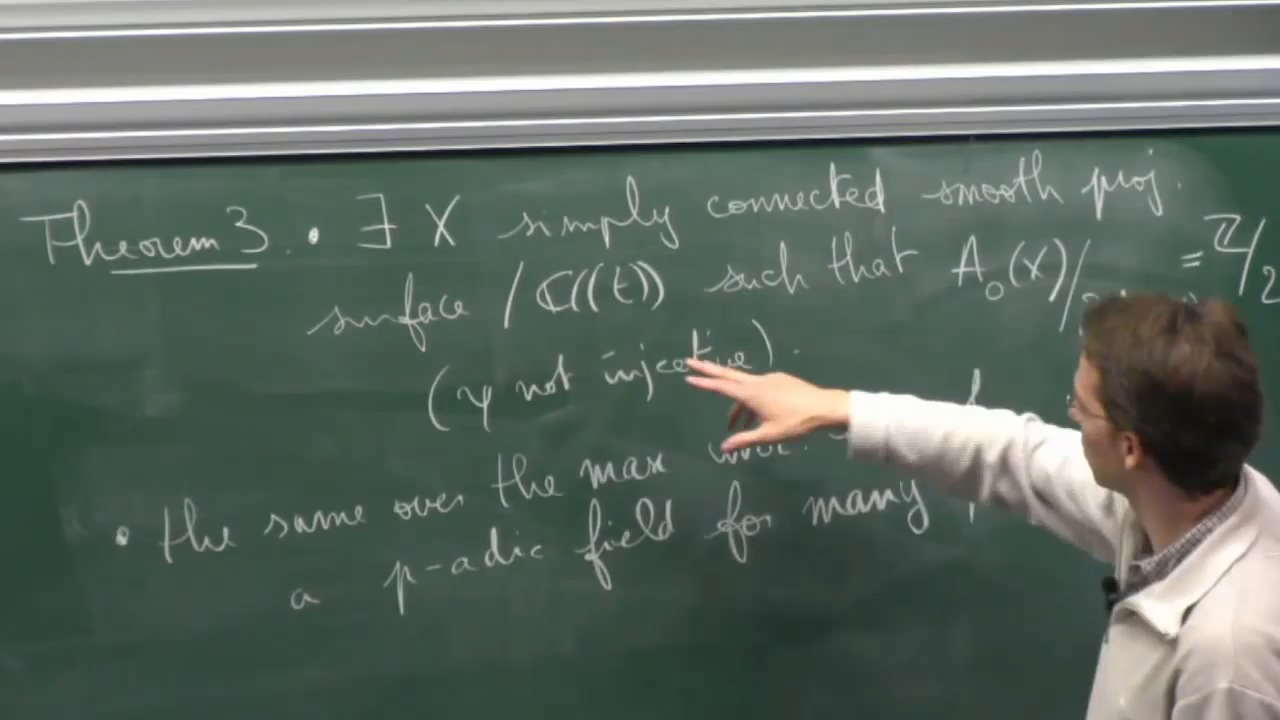 Theorem 3. • ∃ X simply connected smooth proj.
surface / ℂ((t)) such that A₀(X)/ = ℤ/2
(ψ not injective).
• the same over the max
a p-adic field for many